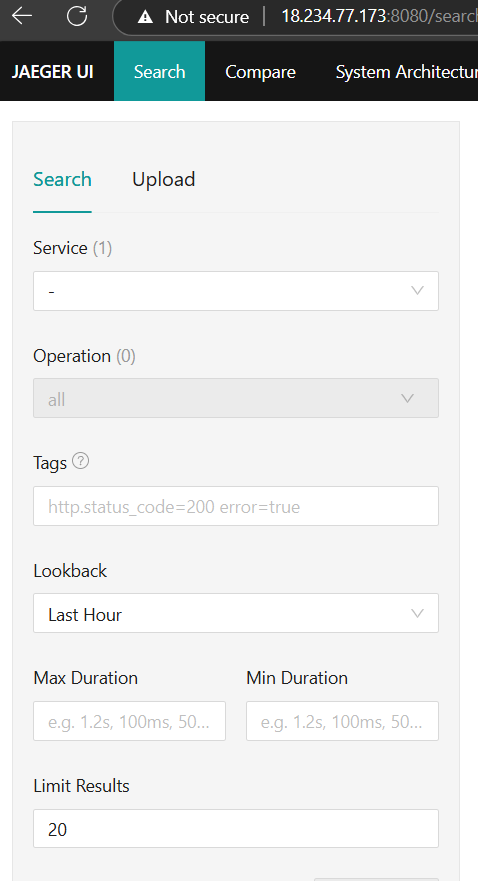 Not secure 18.234.77.173:8080/search
JAEGER UI Search Compare System Architectur
Search Upload
Service (1)
-
Operation (0)
all
Tags ?
http.status_code=200 error=true
Lookback
Last Hour
Max Duration Min Duration
e.g. 1.2s, 100ms, 50... e.g. 1.2s, 100ms, 50...
Limit Results
20